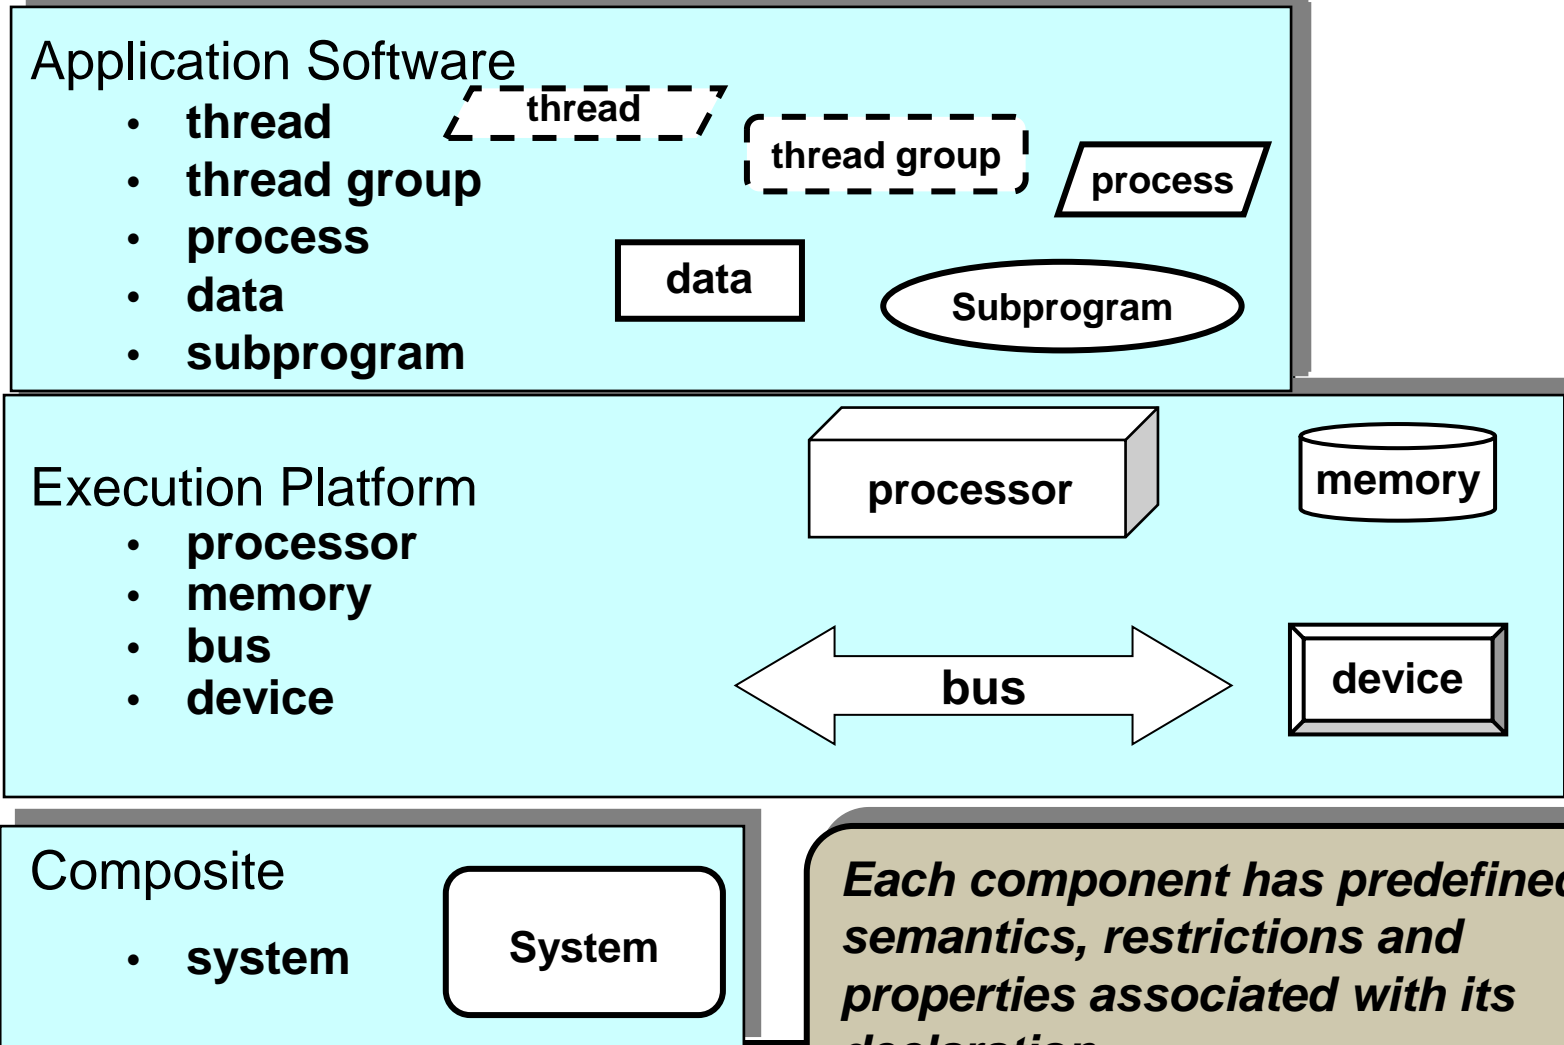 Application Software
• thread
• thread group
• process
• data
• subprogram
thread
thread group
process
data
Subprogram
Execution Platform
• processor
• memory
• bus
• device
processor
memory
bus
device
Composite
• system
System
Each component has predefined
semantics, restrictions and
properties associated with its
declaration